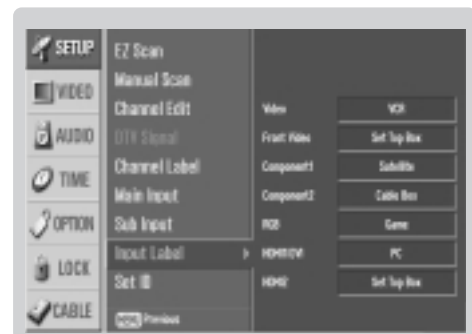 SETUP
VIDEO
AUDIO
TIME
OPTION
LOCK
CABLE
EZ Scan
Manual Scan
Channel Edit
DTV Signal
Channel Label
Main Input
Sub Input
Input Label
Set ID
MENU Previous
Video VCR
Front Video Set Top Box
Component1 Satellite
Component2 Cable Box
RGB Game
HDMI1/DVI PC
HDMI2 Set Top Box